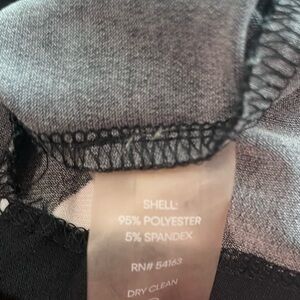 SHELL:
95% POLYESTER
5% SPANDEX
RN# 54163
DRY CLEAN